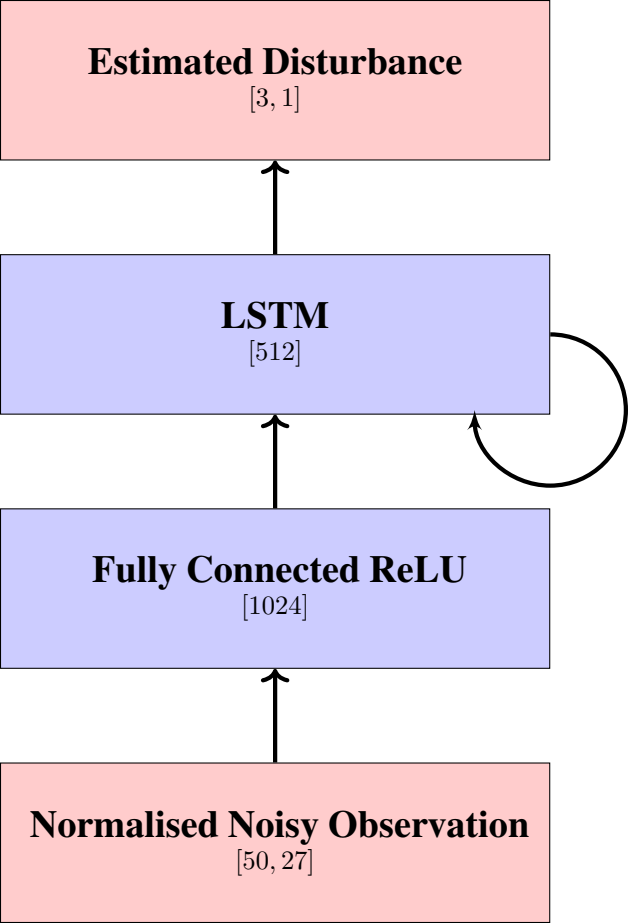 Estimated Disturbance
[3, 1]
LSTM
[512]
Fully Connected ReLU
[1024]
Normalised Noisy Observation
[50, 27]